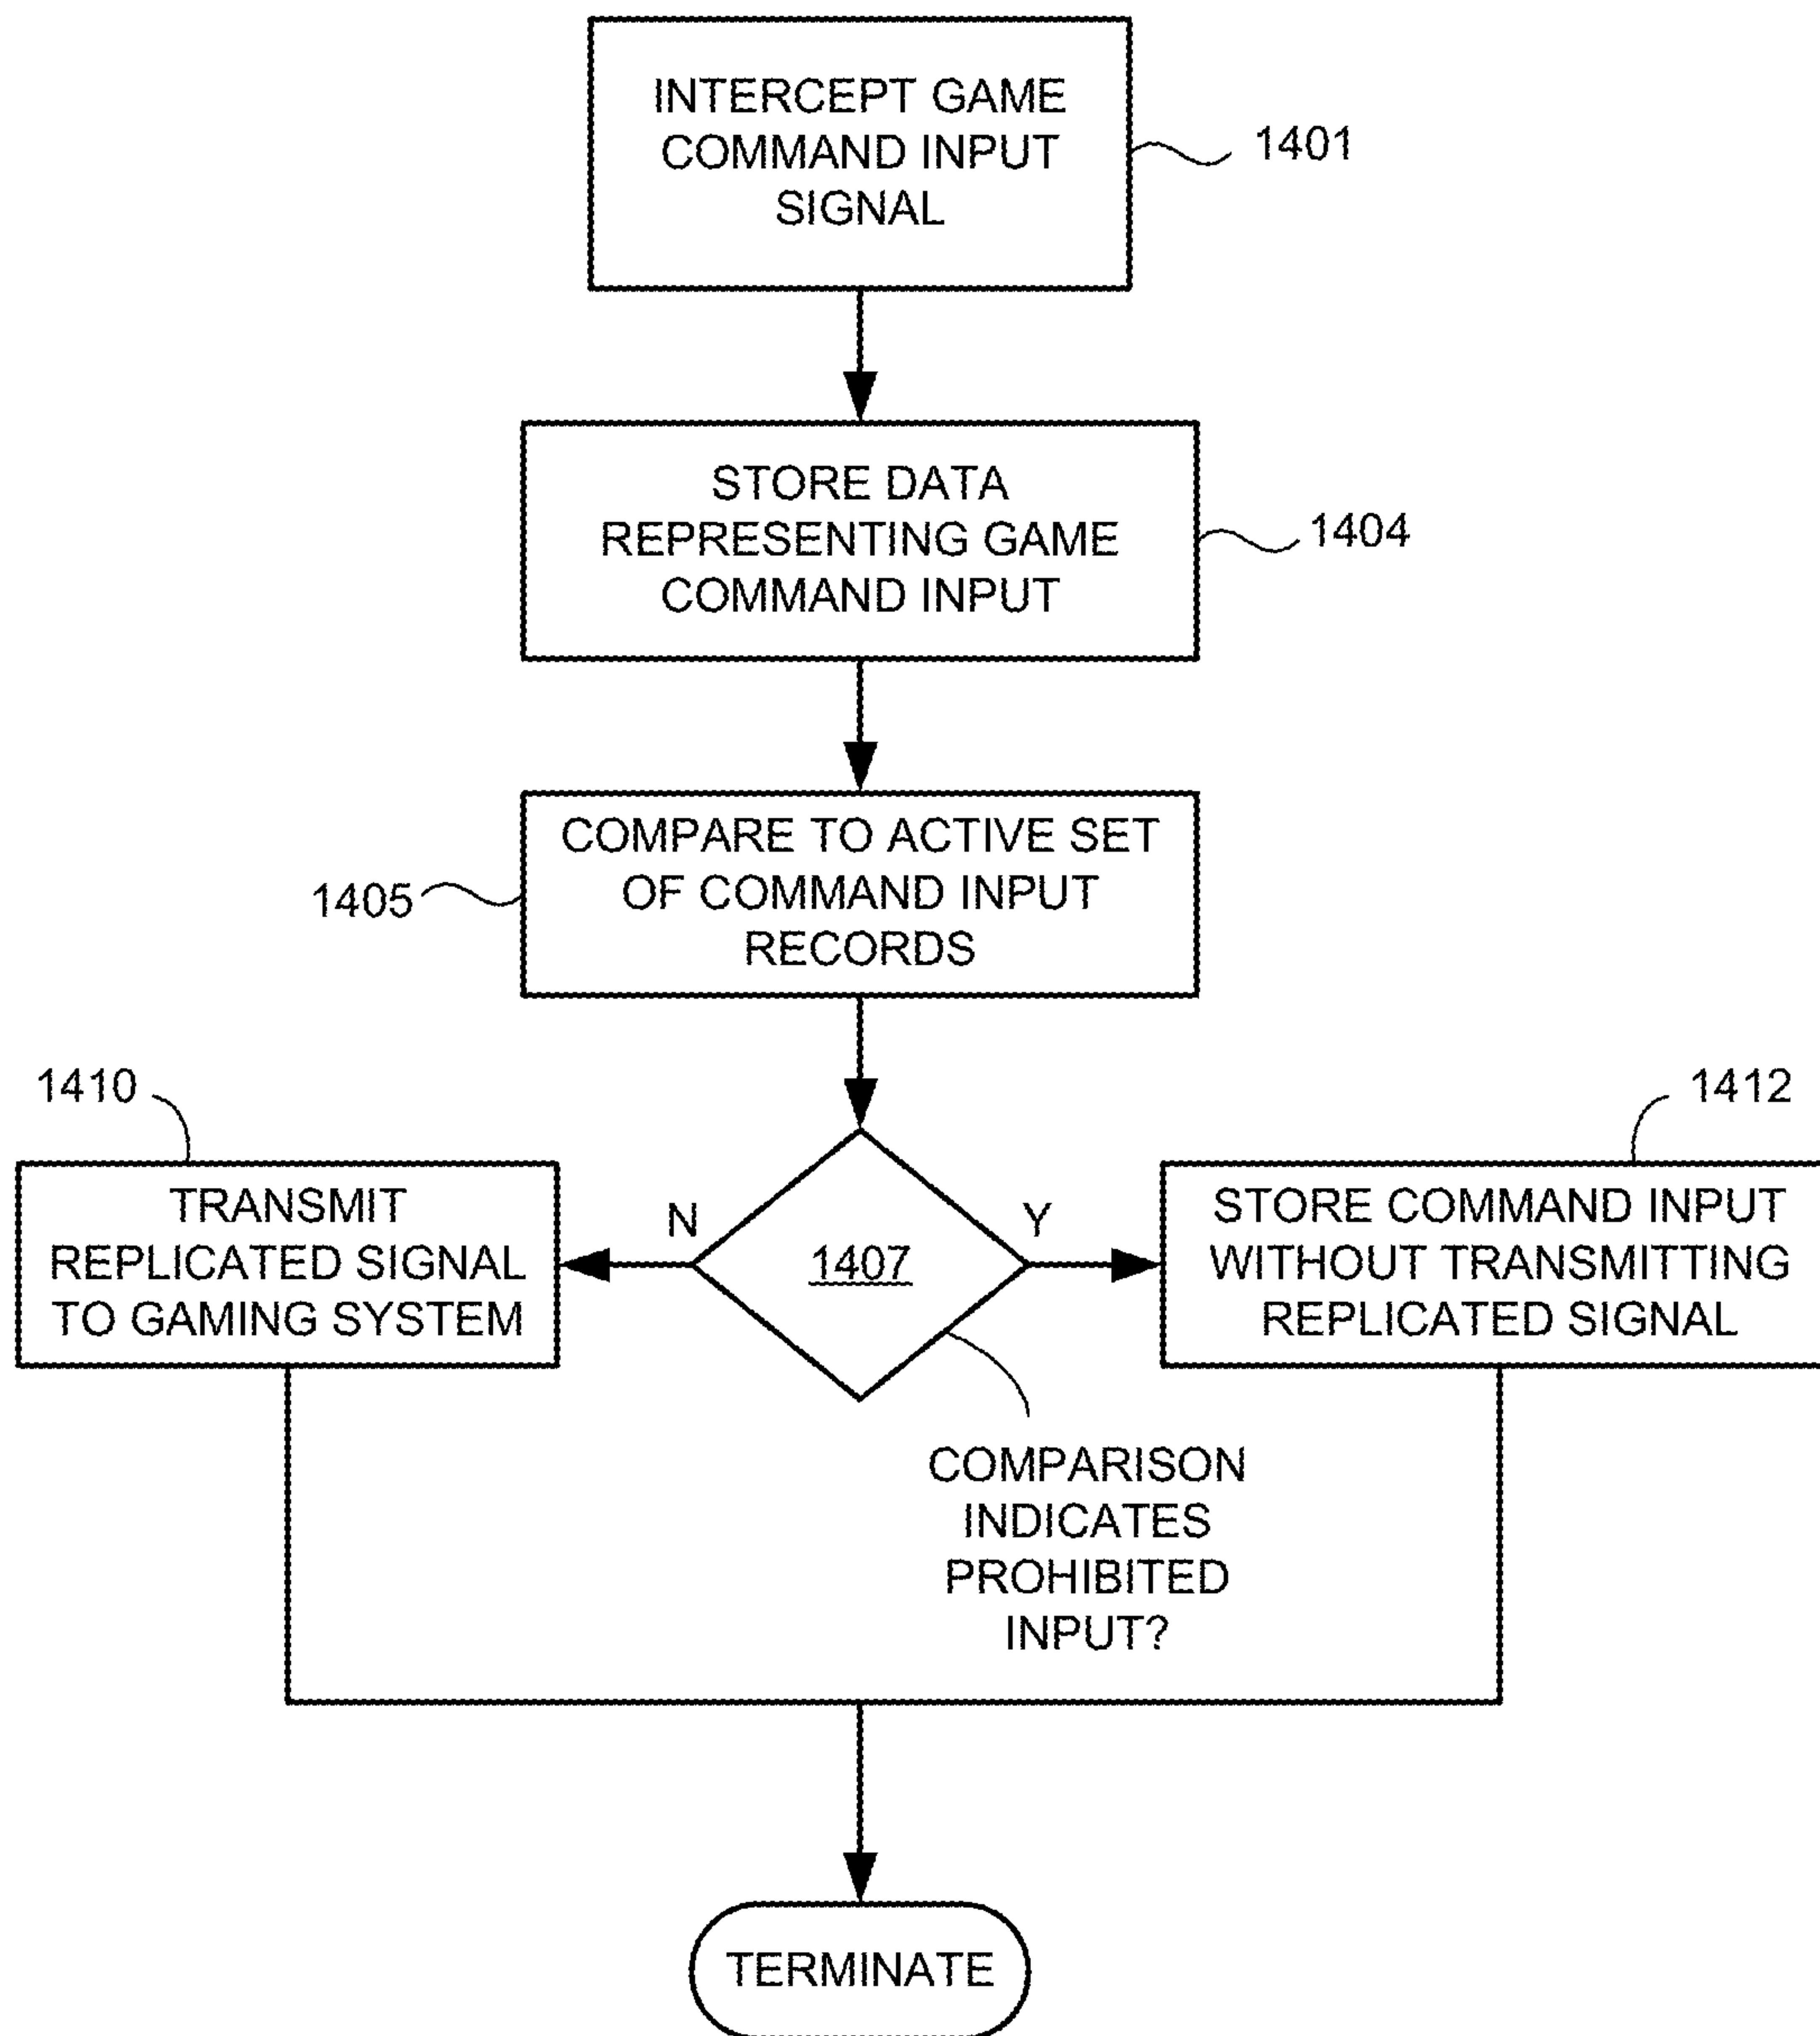 INTERCEPT GAME
COMMAND INPUT
SIGNAL
1401
STORE DATA
REPRESENTING GAME
COMMAND INPUT
1404
COMPARE TO ACTIVE SET
OF COMMAND INPUT
RECORDS
1405
1410
1412
TRANSMIT
REPLICATED SIGNAL
TO GAMING SYSTEM
N
1407
Y
STORE COMMAND INPUT
WITHOUT TRANSMITTING
REPLICATED SIGNAL
COMPARISON
INDICATES
PROHIBITED
INPUT?
TERMINATE